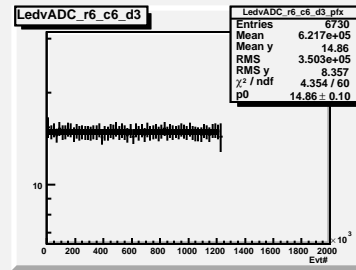 LedvADC_r6_c6_d3
LedvADC_r6_c6_d3_pfx
Entries 6730
Mean 6.217e+05
Mean y 14.86
RMS 3.503e+05
RMS y 8.357
χ² / ndf 4.354 / 60
p0 14.86 ± 0.10
10
0 200 400 600 800 1000 1200 1400 1600 1800 2000
×10³
Evt#